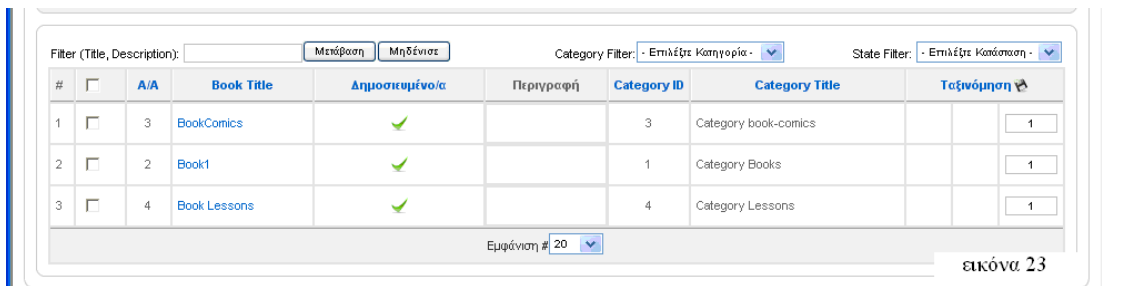 Filter (Title, Description): Μετάβαση Μηδένισε Category Filter: - Επιλέξτε Κατηγορία - State Filter: - Επιλέξτε Κατάσταση -
# A/A Book Title Δημοσιευμένο/α Περιγραφή Category ID Category Title Ταξινόμηση
1 3 BookComics 3 Category book-comics 1
2 2 Book1 1 Category Books 1
3 4 Book Lessons 4 Category Lessons 1
Εμφάνιση # 20
εικόνα 23